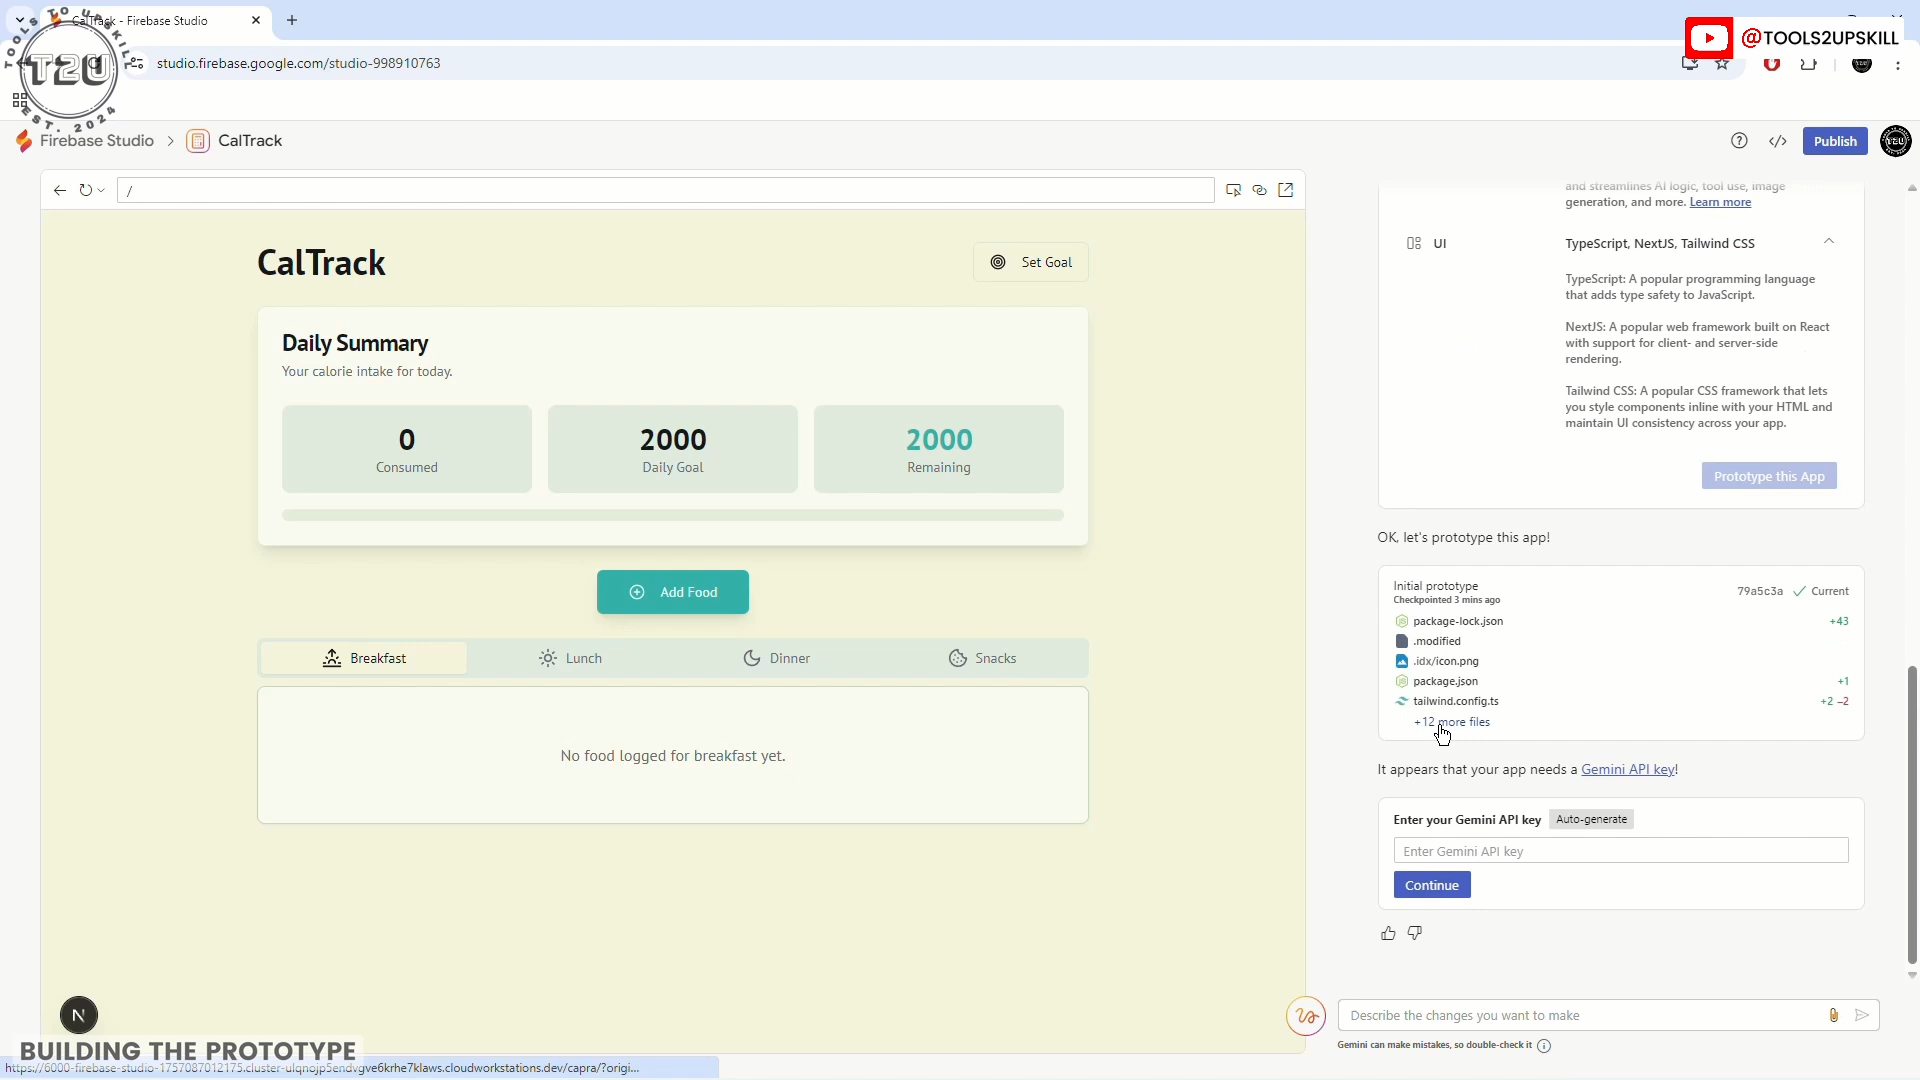 CalTrack - Firebase Studio
TOOLS TO UPSKILL
T2U
EST. 2024
@TOOLS2UPSKILL
studio.firebase.google.com/studio-998910763
Firebase Studio
CalTrack
Publish
/
CalTrack
Set Goal
Daily Summary
Your calorie intake for today.
0
Consumed
2000
Daily Goal
2000
Remaining
Add Food
Breakfast
Lunch
Dinner
Snacks
No food logged for breakfast yet.
N
BUILDING THE PROTOTYPE
and streamlines AI logic, tool use, image
generation, and more. Learn more
UI
TypeScript, NextJS, Tailwind CSS
TypeScript: A popular programming language
that adds type safety to JavaScript.
NextJS: A popular web framework built on React
with support for client- and server-side
rendering.
Tailwind CSS: A popular CSS framework that lets
you style components inline with your HTML and
maintain UI consistency across your app.
Prototype this App
OK, let's prototype this app!
Initial prototype
Checkpointed 3 mins ago
79a5c3a
Current
package-lock.json +43
.modified
.idx/icon.png
package.json +1
tailwind.config.ts +2 −2
+12 more files
It appears that your app needs a Gemini API key!
Enter your Gemini API key Auto-generate
Enter Gemini API key
Continue
Describe the changes you want to make
Gemini can make mistakes, so double-check it